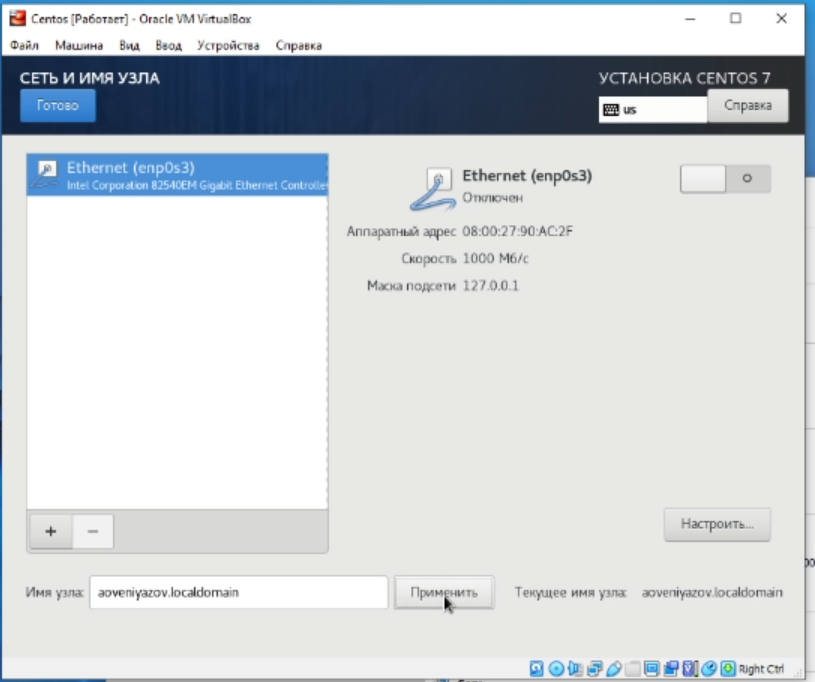 Centos [Работает] - Oracle VM VirtualBox
Файл Машина Вид Ввод Устройства Справка
СЕТЬ И ИМЯ УЗЛА
УСТАНОВКА CENTOS 7
Готово
us
Справка
Ethernet (enp0s3)
Intel Corporation 82540EM Gigabit Ethernet Controlle
Ethernet (enp0s3)
Отключен
Аппаратный адрес 08:00:27:90:AC:2F
Скорость 1000 Мб/с
Маска подсети 127.0.0.1
+ −
Настроить...
Имя узла: aoveniyazov.localdomain Применить Текущее имя узла: aoveniyazov.localdomain
Right Ctrl